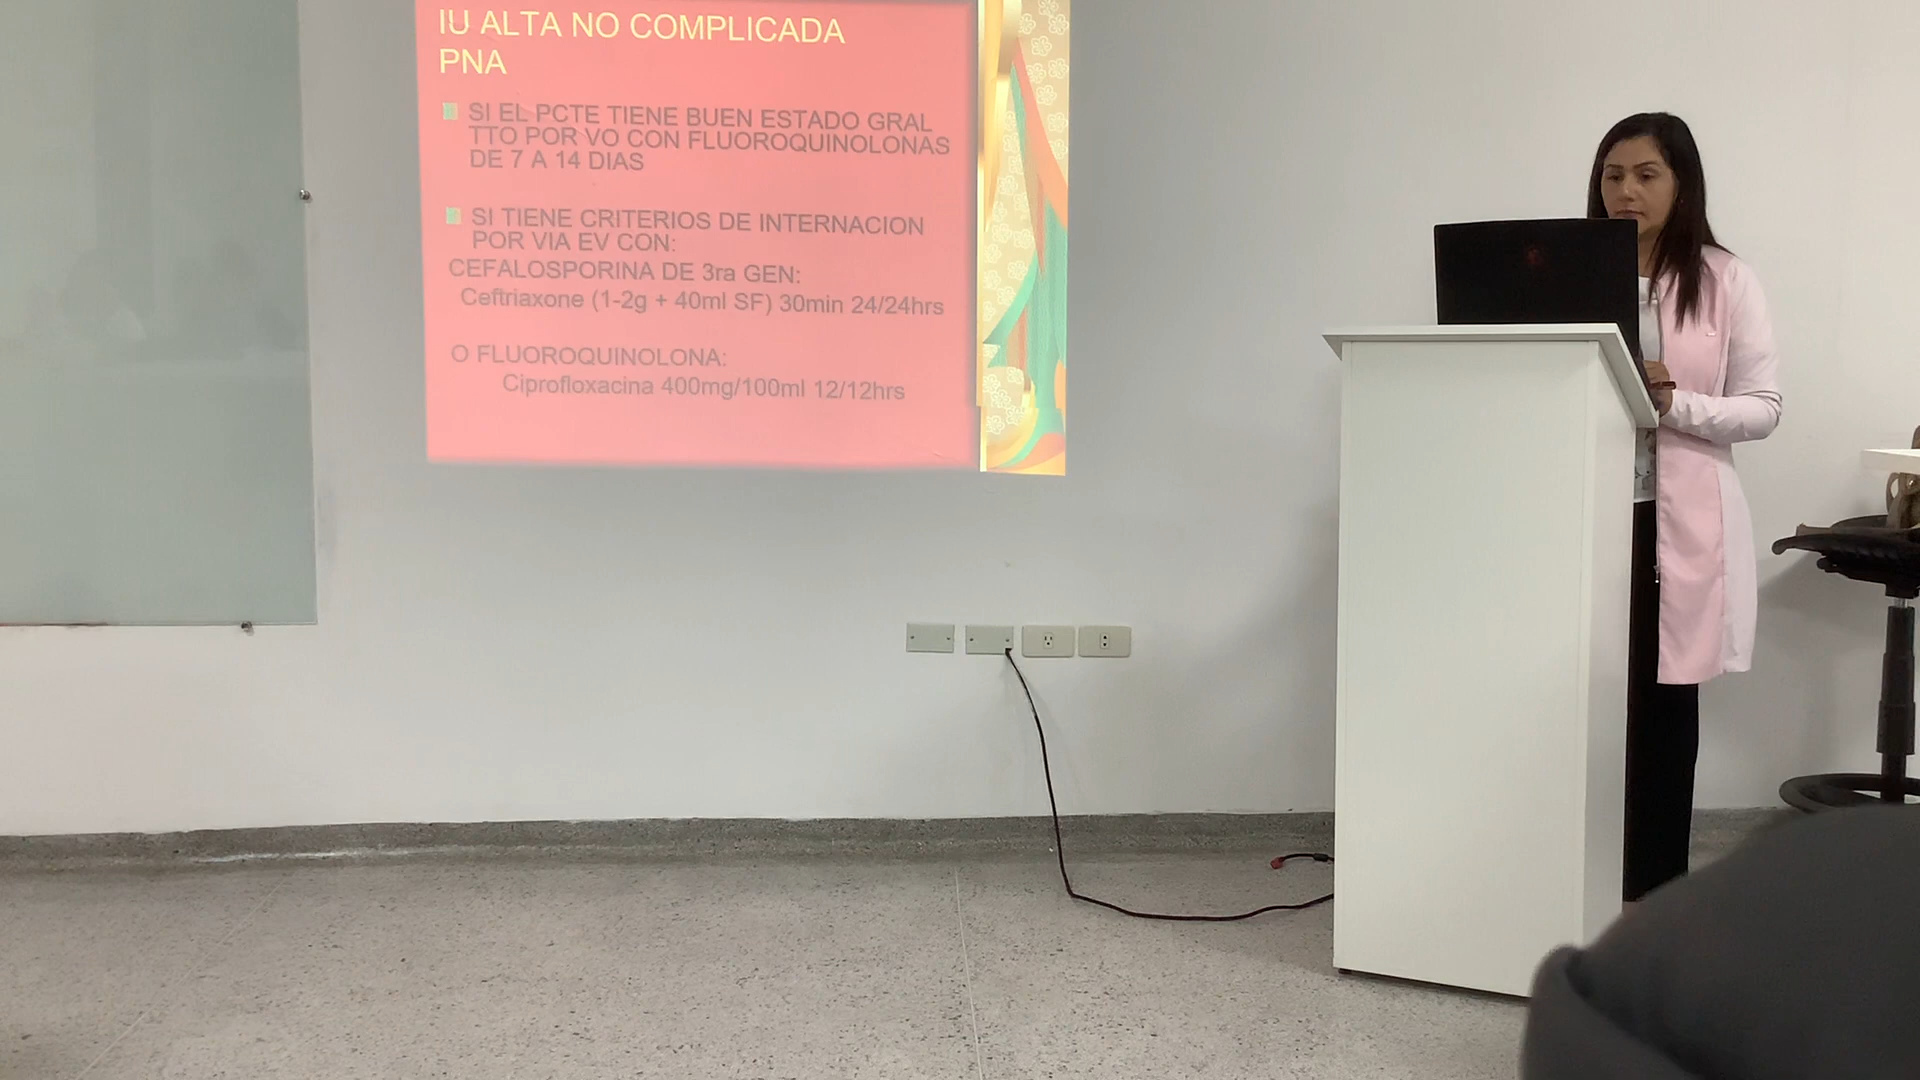 IU ALTA NO COMPLICADA
PNA
SI EL PCTE TIENE BUEN ESTADO GRAL
TTO POR VO CON FLUOROQUINOLONAS
DE 7 A 14 DIAS
SI TIENE CRITERIOS DE INTERNACION
POR VIA EV CON:
CEFALOSPORINA DE 3ra GEN:
Ceftriaxone (1-2g + 40ml SF) 30min 24/24hrs
O FLUOROQUINOLONA:
Ciprofloxacina 400mg/100ml 12/12hrs